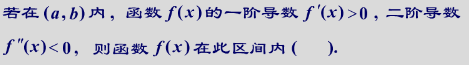 若在(a,b)内，函数f(x)的一阶导数f′(x)>0，二阶导数
f″(x)<0，则函数f(x)在此区间内(　　).